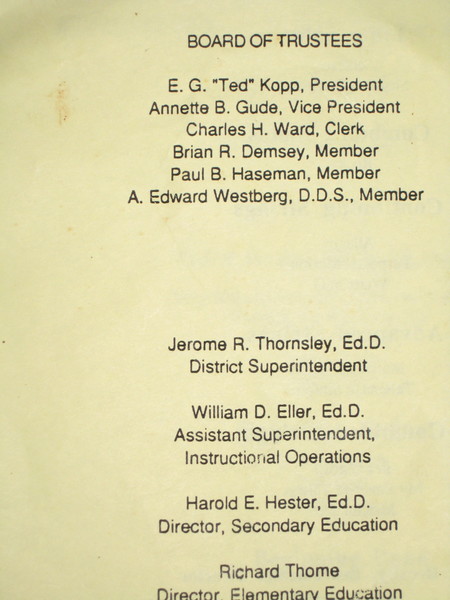 BOARD OF TRUSTEES
E. G. "Ted" Kopp, President
Annette B. Gude, Vice President
Charles H. Ward, Clerk
Brian R. Demsey, Member
Paul B. Haseman, Member
A. Edward Westberg, D.D.S., Member
Jerome R. Thornsley, Ed.D.
District Superintendent
William D. Eller, Ed.D.
Assistant Superintendent,
Instructional Operations
Harold E. Hester, Ed.D.
Director, Secondary Education
Richard Thome
Director, Elementary Education